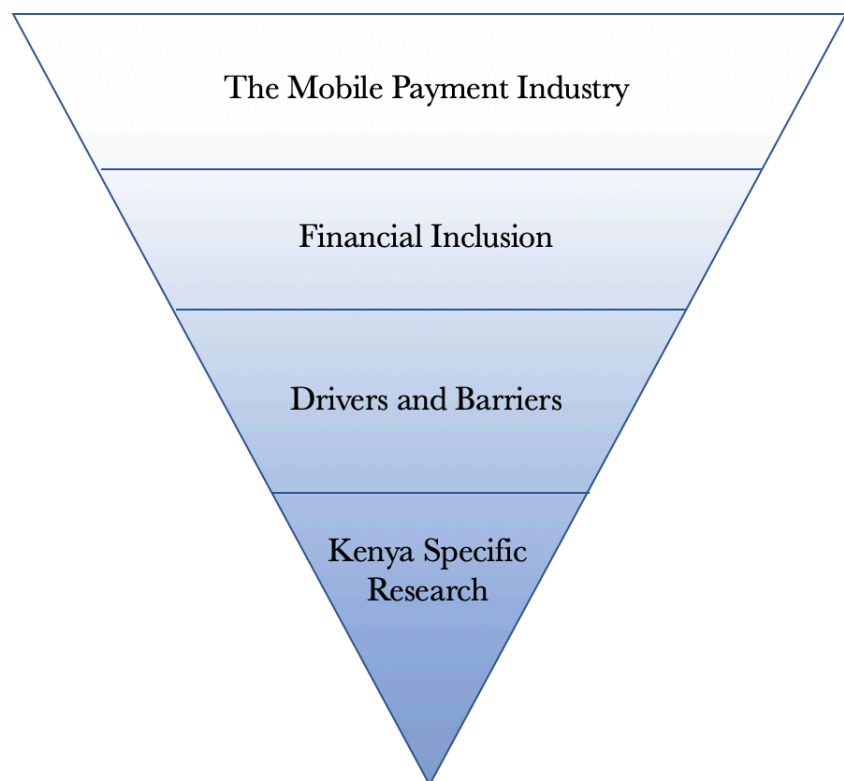 The Mobile Payment Industry
Financial Inclusion
Drivers and Barriers
Kenya Specific
Research